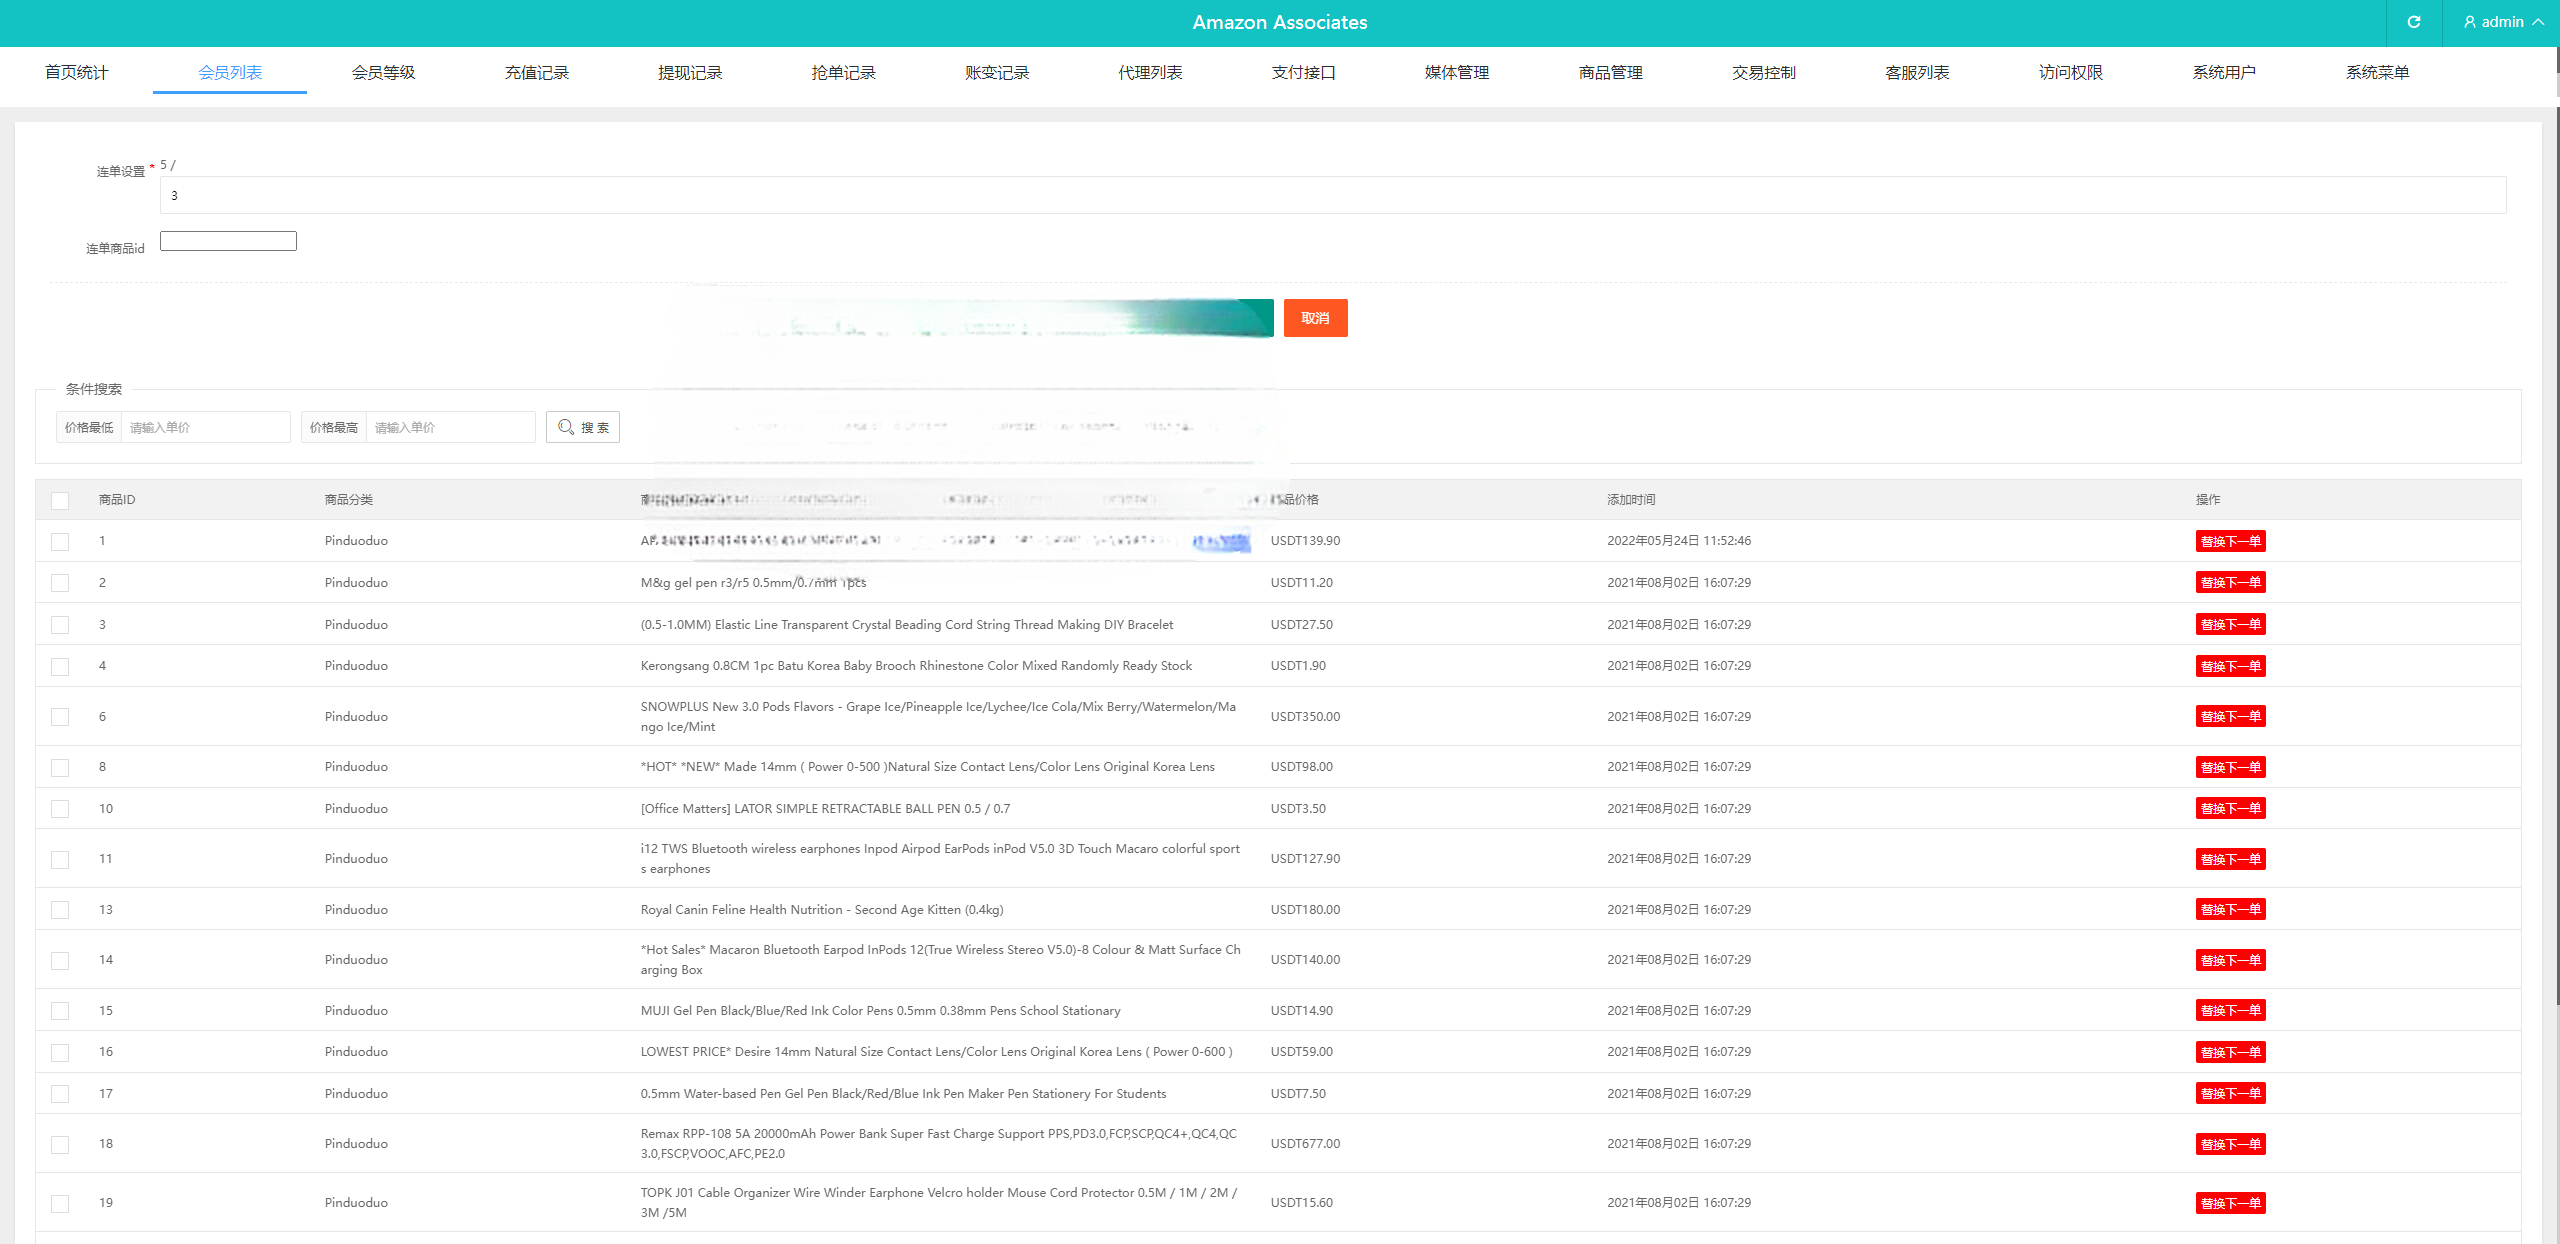 Amazon Associates
admin
首页统计 会员列表 会员等级 充值记录 提现记录 抢单记录 账变记录 代理列表 支付接口 媒体管理 商品管理 交易控制 客服列表 访问权限 系统用户 系统菜单
连单设置 * 5 /
3
连单商品id
取消
条件搜索
价格最低 请输入单价 价格最高 请输入单价 搜 索
商品ID 商品分类 品价格 添加时间 操作
1 Pinduoduo USDT139.90 2022年05月24日 11:52:46 替换下一单
2 Pinduoduo M&g gel pen r3/r5 0.5mm/0.7mm 1pcs USDT11.20 2021年08月02日 16:07:29 替换下一单
3 Pinduoduo (0.5-1.0MM) Elastic Line Transparent Crystal Beading Cord String Thread Making DIY Bracelet USDT27.50 2021年08月02日 16:07:29 替换下一单
4 Pinduoduo Kerongsang 0.8CM 1pc Batu Korea Baby Brooch Rhinestone Color Mixed Randomly Ready Stock USDT1.90 2021年08月02日 16:07:29 替换下一单
6 Pinduoduo SNOWPLUS New 3.0 Pods Flavors - Grape Ice/Pineapple Ice/Lychee/Ice Cola/Mix Berry/Watermelon/Ma
ngo Ice/Mint USDT350.00 2021年08月02日 16:07:29 替换下一单
8 Pinduoduo *HOT* *NEW* Made 14mm ( Power 0-500 )Natural Size Contact Lens/Color Lens Original Korea Lens USDT98.00 2021年08月02日 16:07:29 替换下一单
10 Pinduoduo [Office Matters] LATOR SIMPLE RETRACTABLE BALL PEN 0.5 / 0.7 USDT3.50 2021年08月02日 16:07:29 替换下一单
11 Pinduoduo i12 TWS Bluetooth wireless earphones Inpod Airpod EarPods inPod V5.0 3D Touch Macaro colorful sport
s earphones USDT127.90 2021年08月02日 16:07:29 替换下一单
13 Pinduoduo Royal Canin Feline Health Nutrition - Second Age Kitten (0.4kg) USDT180.00 2021年08月02日 16:07:29 替换下一单
14 Pinduoduo *Hot Sales* Macaron Bluetooth Earpod InPods 12(True Wireless Stereo V5.0)-8 Colour & Matt Surface Ch
arging Box USDT140.00 2021年08月02日 16:07:29 替换下一单
15 Pinduoduo MUJI Gel Pen Black/Blue/Red Ink Color Pens 0.5mm 0.38mm Pens School Stationary USDT14.90 2021年08月02日 16:07:29 替换下一单
16 Pinduoduo LOWEST PRICE* Desire 14mm Natural Size Contact Lens/Color Lens Original Korea Lens ( Power 0-600 ) USDT59.00 2021年08月02日 16:07:29 替换下一单
17 Pinduoduo 0.5mm Water-based Pen Gel Pen Black/Red/Blue Ink Pen Maker Pen Stationery For Students USDT7.50 2021年08月02日 16:07:29 替换下一单
18 Pinduoduo Remax RPP-108 5A 20000mAh Power Bank Super Fast Charge Support PPS,PD3.0,FCP,SCP,QC4+,QC4,QC
3.0,FSCP,VOOC,AFC,PE2.0 USDT677.00 2021年08月02日 16:07:29 替换下一单
19 Pinduoduo TOPK J01 Cable Organizer Wire Winder Earphone Velcro holder Mouse Cord Protector 0.5M / 1M / 2M /
3M /5M USDT15.60 2021年08月02日 16:07:29 替换下一单